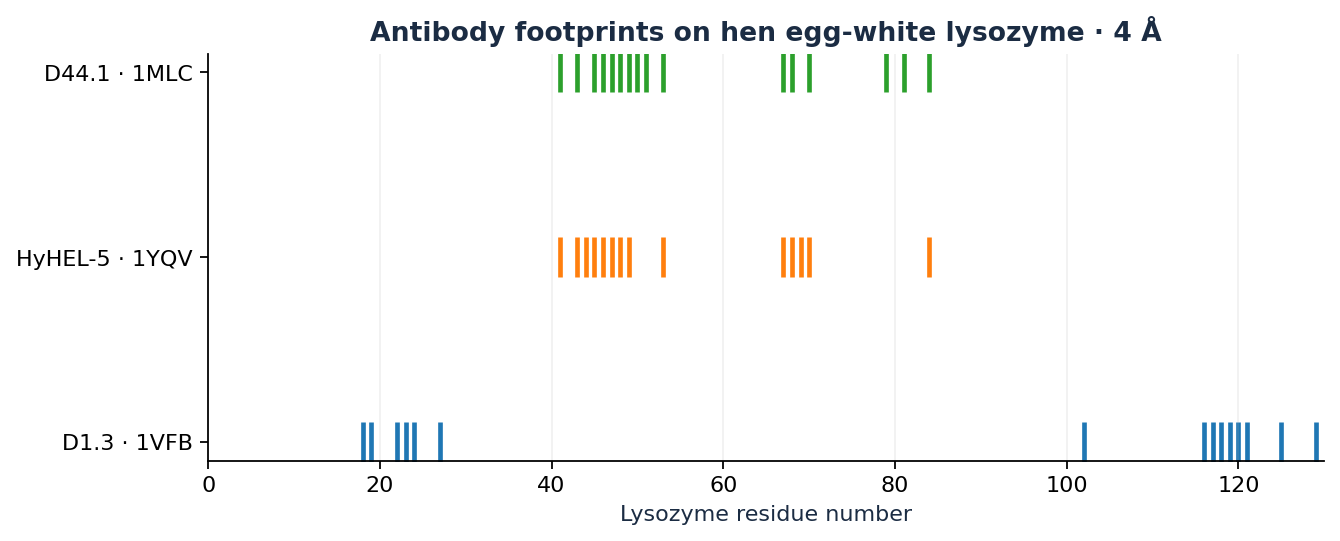 Antibody footprints on hen egg-white lysozyme · 4 Å
D44.1 · 1MLC
HyHEL-5 · 1YQV
D1.3 · 1VFB
0 20 40 60 80 100 120
Lysozyme residue number